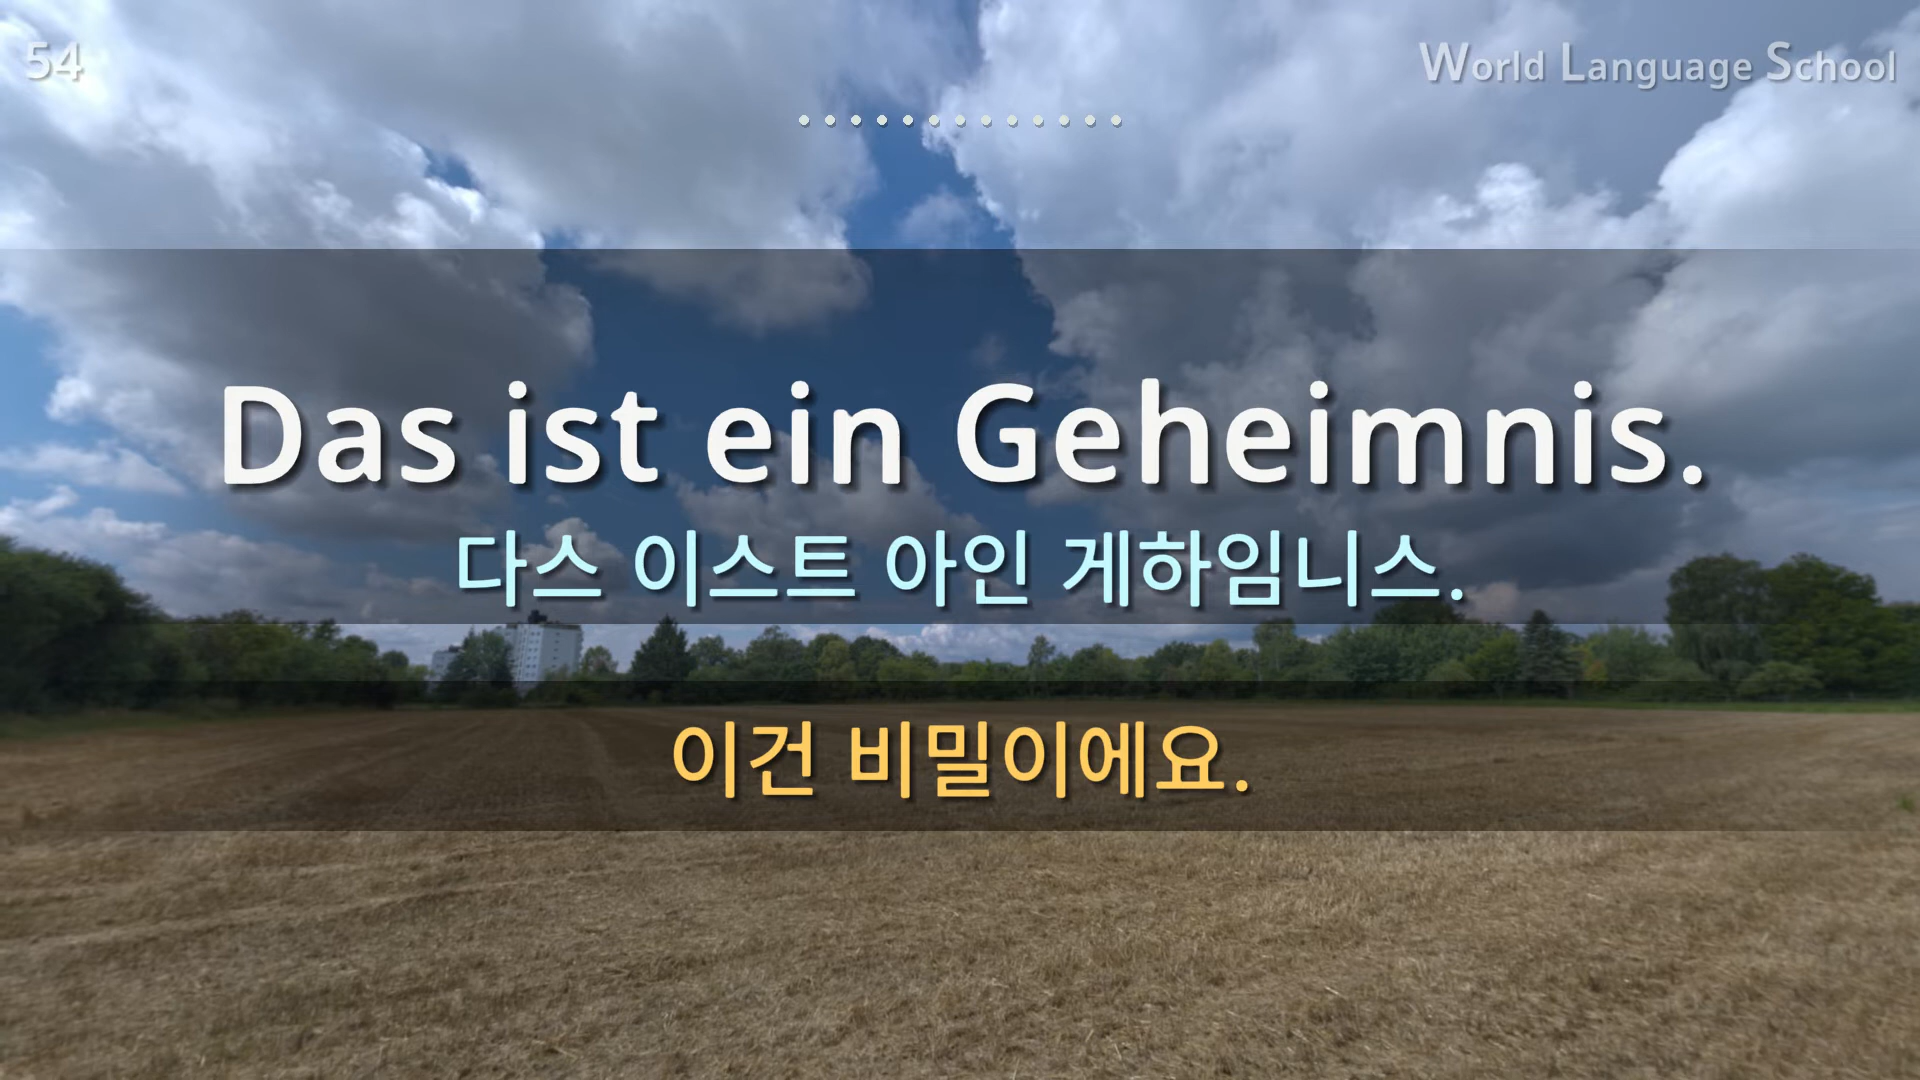 54
World Language School
Das ist ein Geheimnis.
다스 이스트 아인 게하임니스.
이건 비밀이에요.